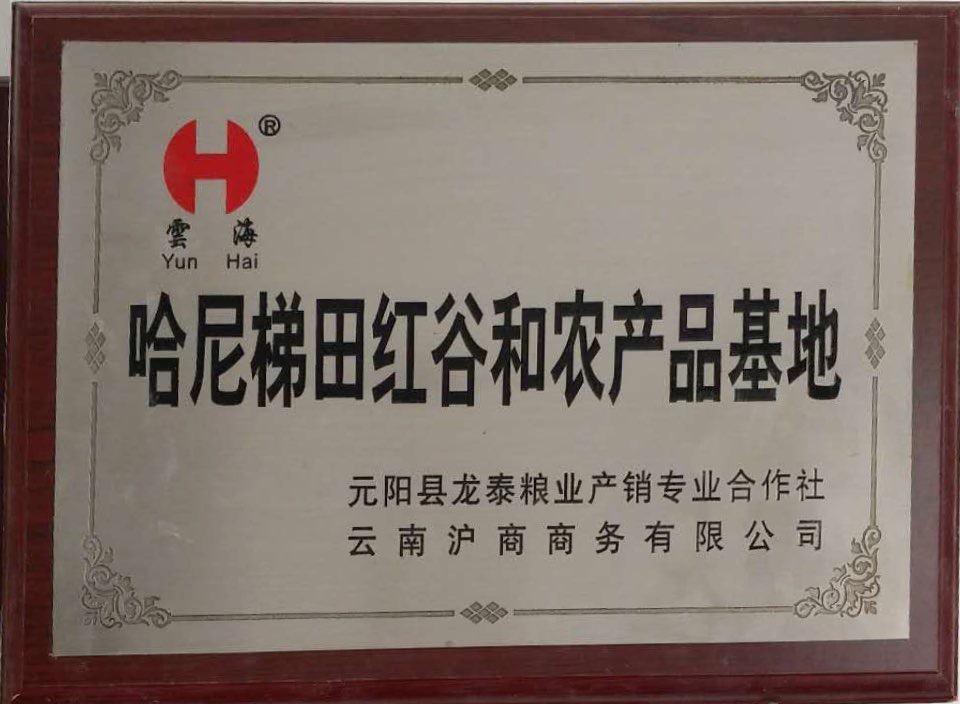 ®
雲 海
Yun Hai
哈尼梯田红谷和农产品基地
元阳县龙泰粮业产销专业合作社
云南沪商商务有限公司